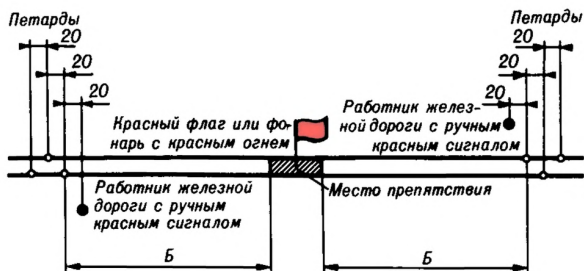 Петарды
20
20
20
Красный флаг или фо-
нарь с красным огнем
Петарды
20
20
20
Работник желез-
ной дороги с ручным
красным сигналом
Работник железной
дороги с ручным
красным сигналом
Место препятствия
Б
Б